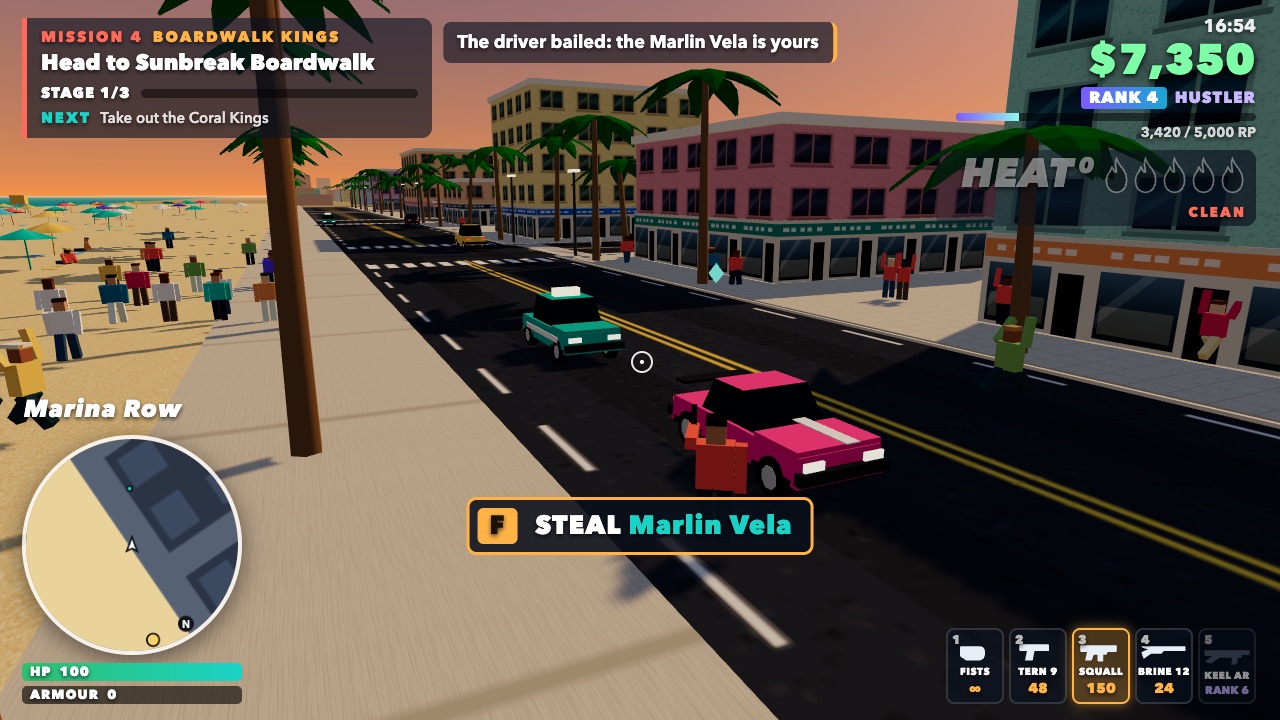 MISSION 4 BOARDWALK KINGS
Head to Sunbreak Boardwalk
STAGE 1/3
NEXT Take out the Coral Kings
The driver bailed: the Marlin Vela is yours
16:54
$7,350
RANK 4 HUSTLER
3,420 / 5,000 RP
HEAT 0
CLEAN
Marina Row
N
HP 100
ARMOUR 0
F STEAL Marlin Vela
1 FISTS ∞
2 TERN 9 48
3 SQUALL 150
4 BRINE 12 24
5 KEEL AR RANK 6